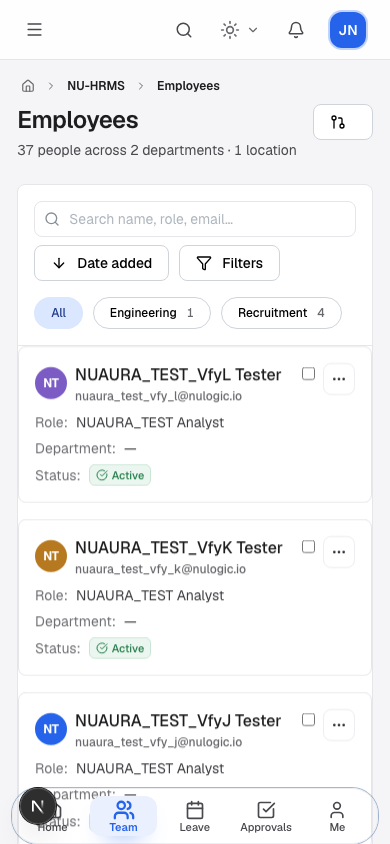 JN
NU-HRMS
Employees
Employees
37 people across 2 departments · 1 location
Search name, role, email...
Date added
Filters
All
Engineering 1
Recruitment 4
NT
NUAURA_TEST_VfyL Tester
nuaura_test_vfy_l@nulogic.io
Role: NUAURA_TEST Analyst
Department: —
Status: Active
NT
NUAURA_TEST_VfyK Tester
nuaura_test_vfy_k@nulogic.io
Role: NUAURA_TEST Analyst
Department: —
Status: Active
NT
NUAURA_TEST_VfyJ Tester
nuaura_test_vfy_j@nulogic.io
Role: NUAURA_TEST Analyst
N
Home
Team
Leave
Approvals
Me